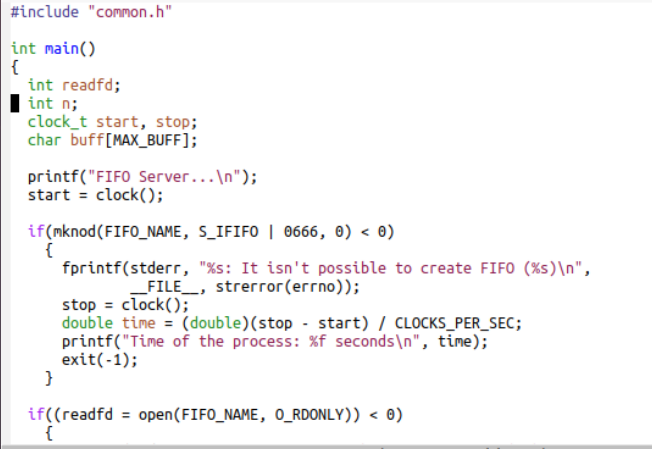 #include "common.h"
int main()
{
int readfd;
int n;
clock_t start, stop;
char buff[MAX_BUFF];
printf("FIFO Server...\n");
start = clock();
if(mknod(FIFO_NAME, S_IFIFO | 0666, 0) < 0)
{
fprintf(stderr, "%s: It isn't possible to create FIFO (%s)\n",
__FILE__, strerror(errno));
stop = clock();
double time = (double)(stop - start) / CLOCKS_PER_SEC;
printf("Time of the process: %f seconds\n", time);
exit(-1);
}
if((readfd = open(FIFO_NAME, O_RDONLY)) < 0)
{